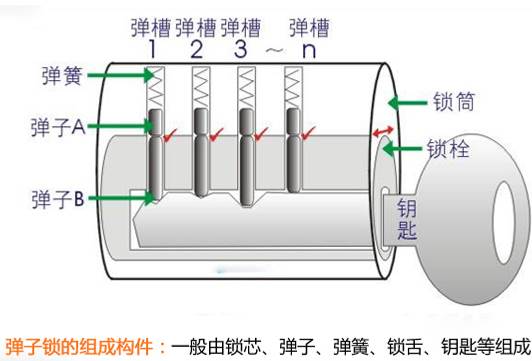 弹槽 弹槽 弹槽 弹槽
1 2 3 ～ n
弹簧
锁筒
弹子A
锁栓
弹子B
钥匙
弹子锁的组成构件：一般由锁芯、弹子、弹簧、锁舌、钥匙等组成